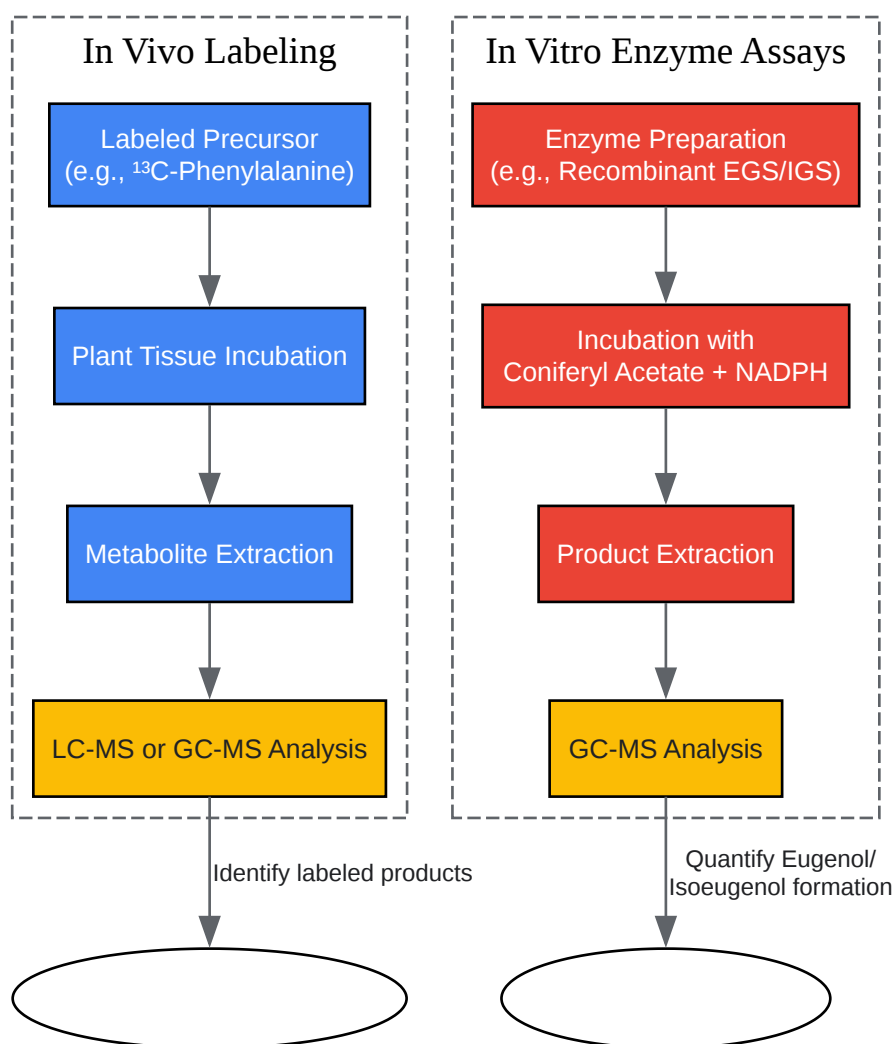 In Vivo Labeling
Labeled Precursor
(e.g., ¹³C-Phenylalanine)
Plant Tissue Incubation
Metabolite Extraction
LC-MS or GC-MS Analysis
Identify labeled products
In Vitro Enzyme Assays
Enzyme Preparation
(e.g., Recombinant EGS/IGS)
Incubation with
Coniferyl Acetate + NADPH
Product Extraction
GC-MS Analysis
Quantify Eugenol/
Isoeugenol formation